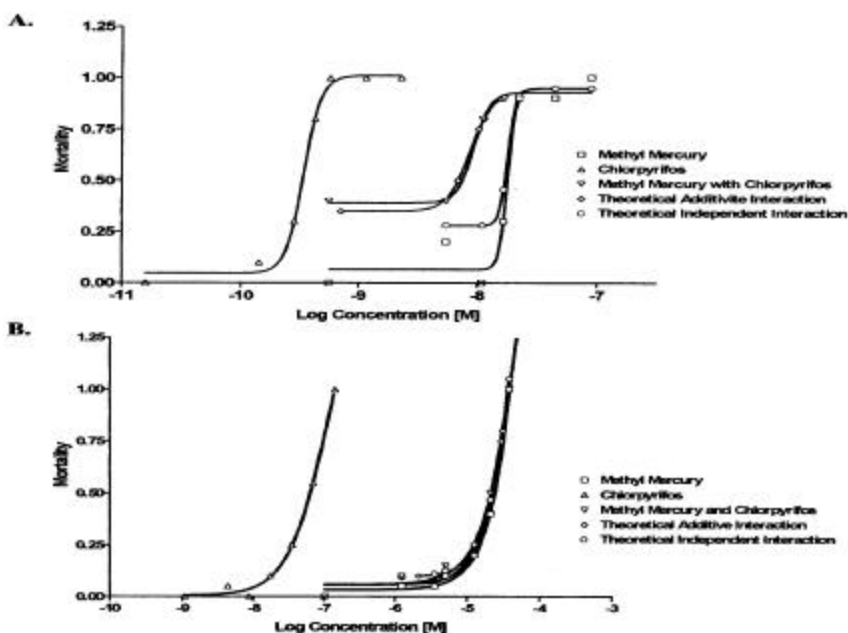 A.
1.25
1.00
0.75
0.50
0.25
0.00
Mortality
-11
-10
-9
-8
-7
Log Concentration [M]
Methyl Mercury
Chlorpyrifos
Methyl Mercury with Chlorpyrifos
Theoretical Additivite Interaction
Theoretical Independent Interaction
B.
1.25
1.00
0.75
0.50
0.25
0.00
Mortality
-10
-9
-8
-7
-6
-5
-4
-3
Log Concentration [M]
Methyl Mercury
Chlorpyrifos
Methyl Mercury and Chlorpyrifos
Theoretical Additive Interaction
Theoretical Independent Interaction